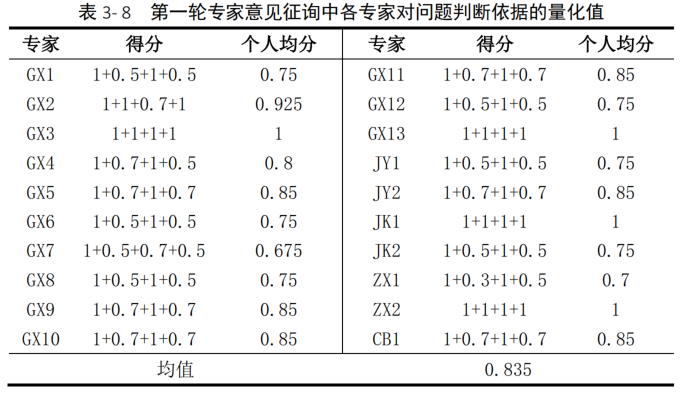 表 3-8 第一轮专家意见征询中各专家对问题判断依据的量化值
专家 得分 个人均分 专家 得分 个人均分
GX1 1+0.5+1+0.5 0.75 GX11 1+0.7+1+0.7 0.85
GX2 1+1+0.7+1 0.925 GX12 1+0.5+1+0.5 0.75
GX3 1+1+1+1 1 GX13 1+1+1+1 1
GX4 1+0.7+1+0.5 0.8 JY1 1+0.5+1+0.5 0.75
GX5 1+0.7+1+0.7 0.85 JY2 1+0.7+1+0.7 0.85
GX6 1+0.5+1+0.5 0.75 JK1 1+1+1+1 1
GX7 1+0.5+0.7+0.5 0.675 JK2 1+0.5+1+0.5 0.75
GX8 1+0.5+1+0.5 0.75 ZX1 1+0.3+1+0.5 0.7
GX9 1+0.7+1+0.7 0.85 ZX2 1+1+1+1 1
GX10 1+0.7+1+0.7 0.85 CB1 1+0.7+1+0.7 0.85
均值 0.835